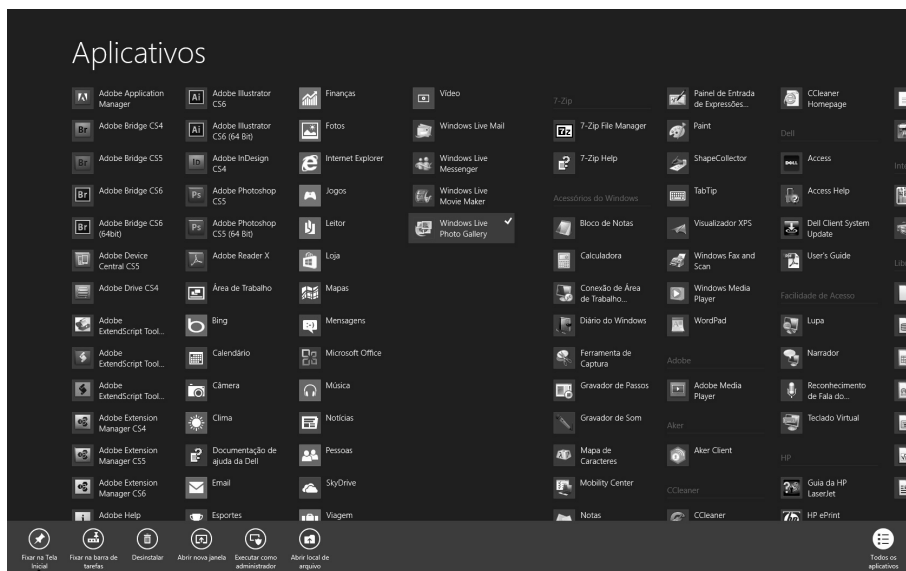 Aplicativos
Adobe Application
Manager
Adobe Bridge CS4
Adobe Bridge CS5
Adobe Bridge CS6
Adobe Bridge CS6
(64bit)
Adobe Device
Central CS5
Adobe Drive CS4
Adobe
ExtendScript Tool...
Adobe
ExtendScript Tool...
Adobe
ExtendScript Tool...
Adobe Extension
Manager CS4
Adobe Extension
Manager CS5
Adobe Extension
Manager CS6
Adobe Help
Adobe Illustrator
CS6
Adobe Illustrator
CS6 (64 Bit)
Adobe InDesign
CS4
Adobe Photoshop
CS5
Adobe Photoshop
CS5 (64 Bit)
Adobe Reader X
Área de Trabalho
Bing
Calendário
Câmera
Clima
Documentação de
ajuda da Dell
Email
Esportes
Finanças
Fotos
Internet Explorer
Jogos
Leitor
Loja
Mapas
Mensagens
Microsoft Office
Música
Notícias
Pessoas
SkyDrive
Viagem
Vídeo
Windows Live Mail
Windows Live
Messenger
Windows Live
Movie Maker
Windows Live
Photo Gallery
7-Zip
7-Zip File Manager
7-Zip Help
Acessórios do Windows
Bloco de Notas
Calculadora
Conexão de Área
de Trabalho...
Diário do Windows
Ferramenta de
Captura
Gravador de Passos
Gravador de Som
Mapa de
Caracteres
Mobility Center
Notas
Painel de Entrada
de Expressões...
Paint
ShapeCollector
TabTip
Visualizador XPS
Windows Fax and
Scan
Windows Media
Player
WordPad
Adobe
Adobe Media
Player
Aker
Aker Client
CCleaner
CCleaner
CCleaner
Homepage
Dell
Access
Access Help
Dell Client System
Update
User's Guide
Facilidade de Acesso
Lupa
Narrador
Reconhecimento
de Fala do...
Teclado Virtual
HP
Guia da HP
LaserJet
HP ePrint
Fixar na Tela
Inicial
Fixar na barra de
tarefas
Desinstalar
Abrir nova janela
Executar como
administrador
Abrir local de
arquivo
Todos os
aplicativos